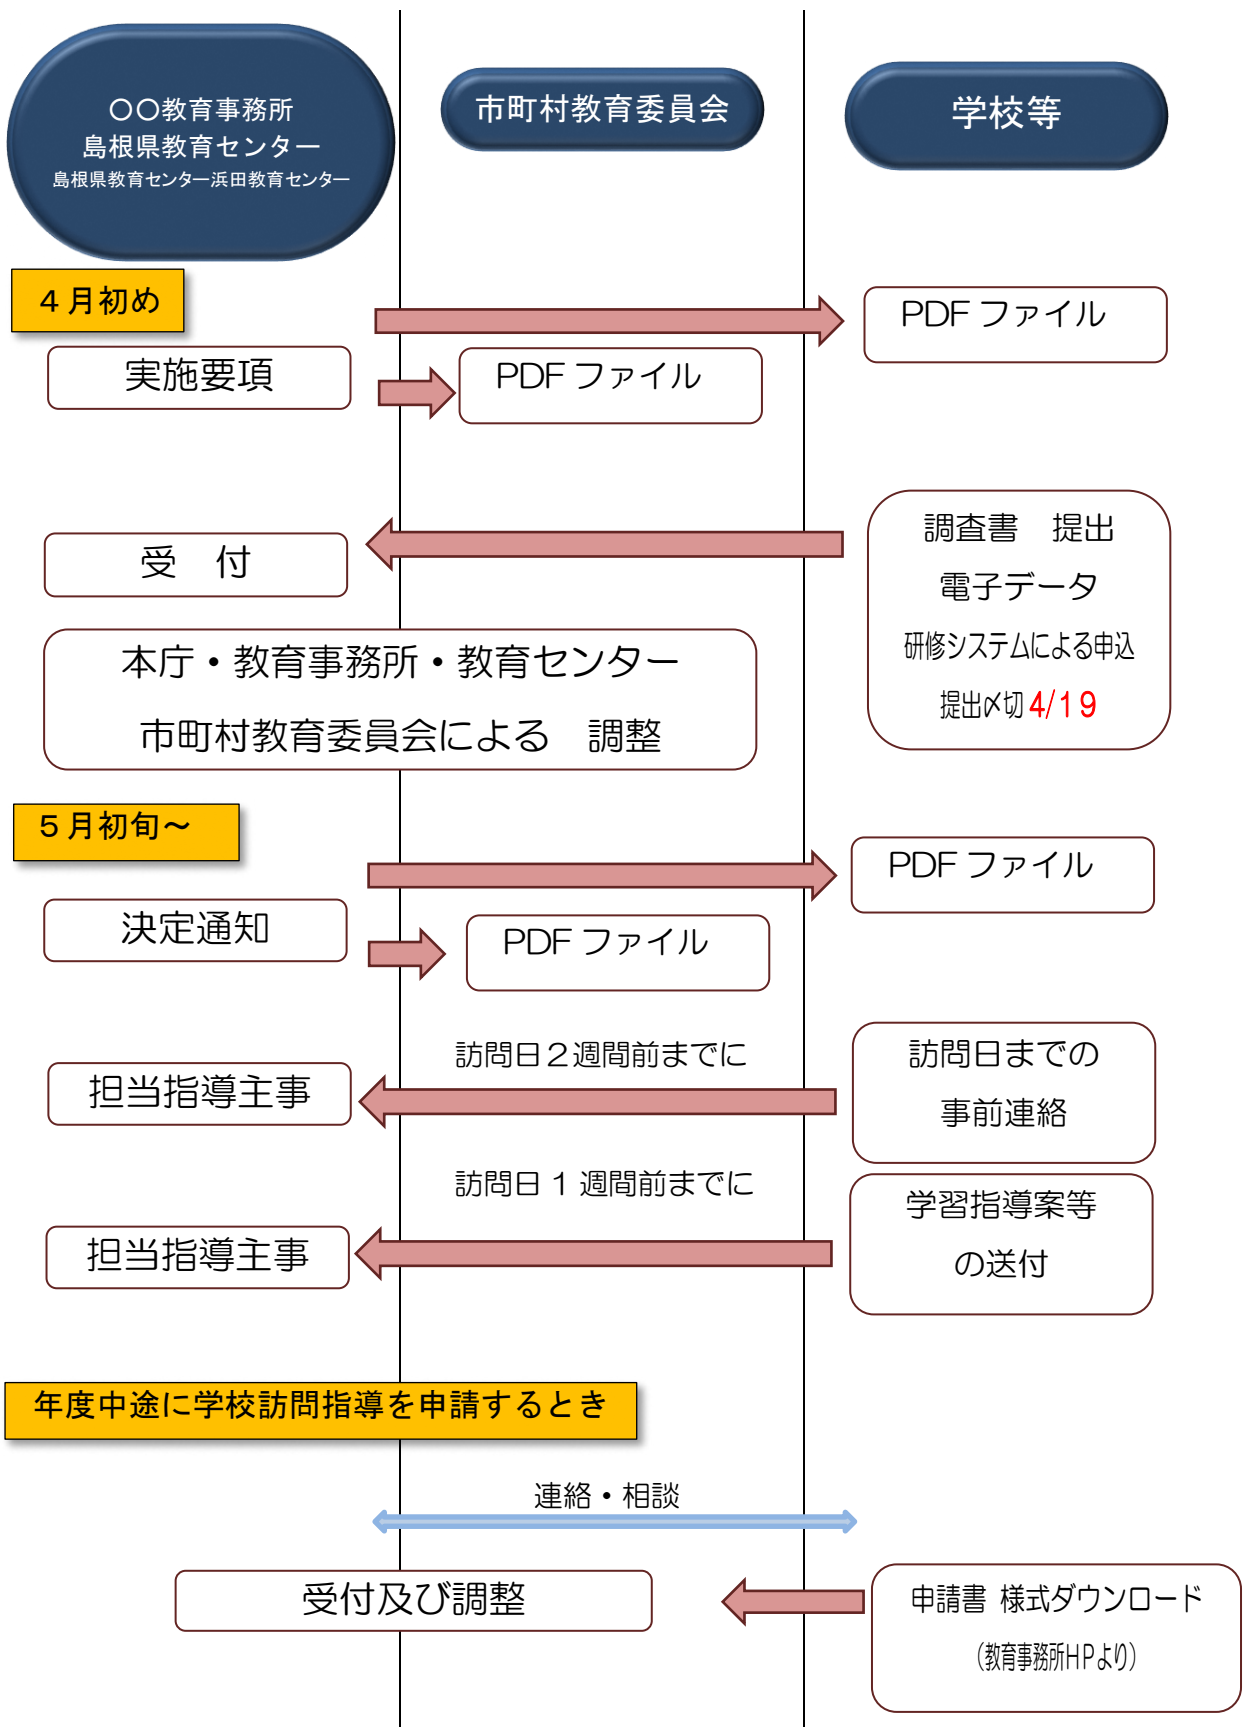 〇〇教育事務所
島根県教育センター
島根県教育センター浜田教育センター
市町村教育委員会
学校等
４月初め
PDF ファイル
実施要項
PDF ファイル
受　付
調査書　提出
電子データ
研修システムによる申込
提出〆切 4/19
本庁・教育事務所・教育センター
市町村教育委員会による　調整
５月初旬～
PDF ファイル
決定通知
PDF ファイル
訪問日２週間前までに
訪問日までの
事前連絡
担当指導主事
訪問日１週間前までに
学習指導案等
の送付
担当指導主事
年度中途に学校訪問指導を申請するとき
連絡・相談
受付及び調整
申請書 様式ダウンロード
（教育事務所HPより）